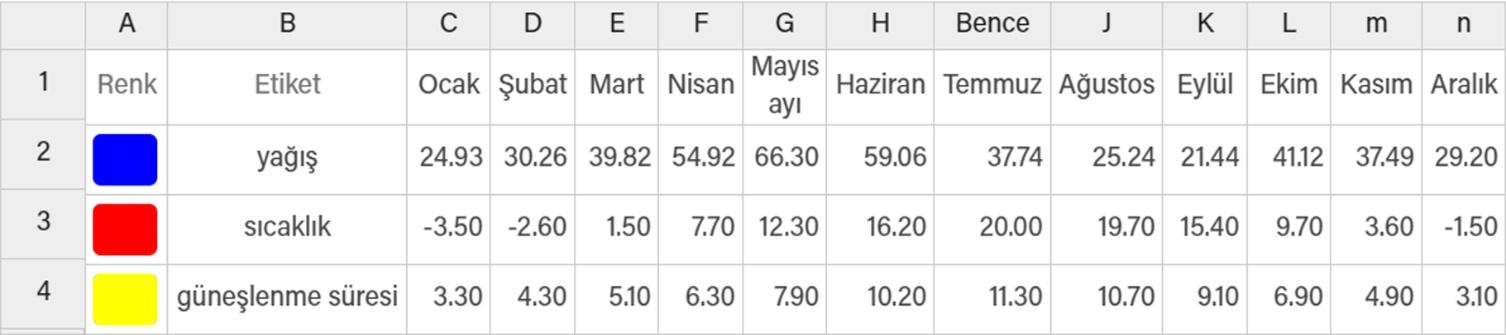 A B C D E F G H Bence J K L m n
1 Renk Etiket Ocak Şubat Mart Nisan Mayıs ayı Haziran Temmuz Ağustos Eylül Ekim Kasım Aralık
2 yağış 24.93 30.26 39.82 54.92 66.30 59.06 37.74 25.24 21.44 41.12 37.49 29.20
3 sıcaklık -3.50 -2.60 1.50 7.70 12.30 16.20 20.00 19.70 15.40 9.70 3.60 -1.50
4 güneşlenme süresi 3.30 4.30 5.10 6.30 7.90 10.20 11.30 10.70 9.10 6.90 4.90 3.10